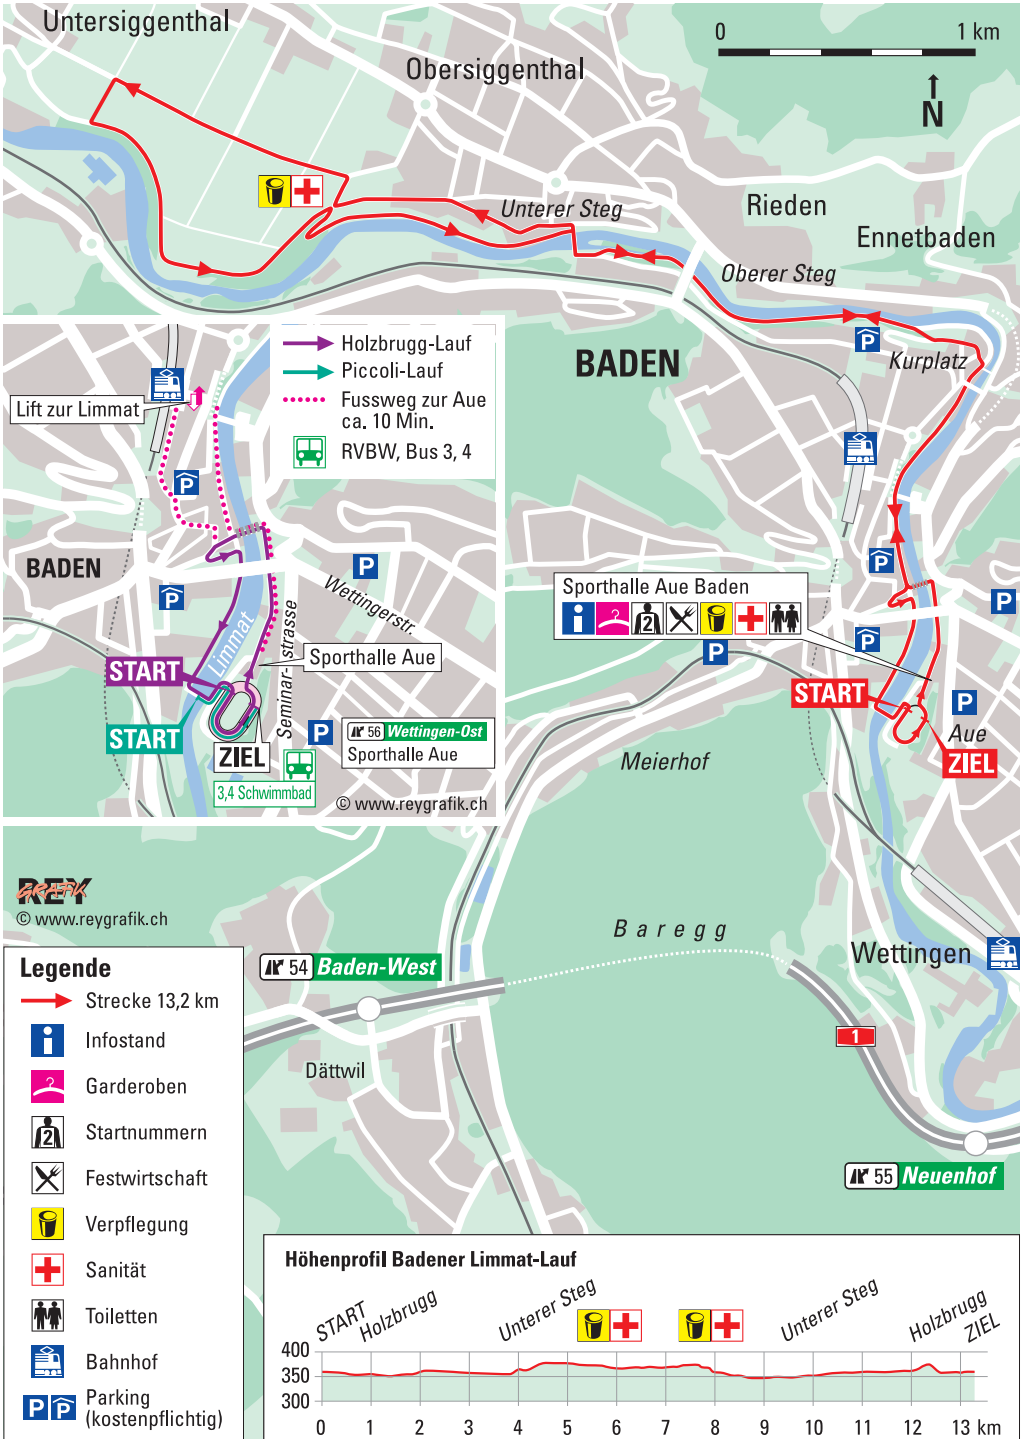 Untersiggenthal
Obersiggenthal
0
1 km
N
Rieden
Ennetbaden
Unterer Steg
Oberer Steg
BADEN
Kurplatz
P
Holzbrugg-Lauf
Piccoli-Lauf
Fussweg zur Aue
ca. 10 Min.
RVBW, Bus 3, 4
Lift zur Limmat
P
BADEN
P
P
Wettingerstr.
Limmat
Seminar-strasse
Sporthalle Aue
START
START
ZIEL
P
56 Wettingen-Ost
Sporthalle Aue
3,4 Schwimmbad
© www.reygrafik.ch
P
P
P
Sporthalle Aue Baden
i
2
P
P
START
P
Aue
ZIEL
Meierhof
REY
GRAFIK
© www.reygrafik.ch
Baregg
Wettingen
54 Baden-West
1
Dättwil
55 Neuenhof
Legende
Strecke 13,2 km
i Infostand
Garderoben
2 Startnummern
Festwirtschaft
Verpflegung
Sanität
Toiletten
Bahnhof
P P Parking
(kostenpflichtig)
Höhenprofil Badener Limmat-Lauf
START
Holzbrugg
Unterer Steg
Unterer Steg
Holzbrugg
ZIEL
400
350
300
0 1 2 3 4 5 6 7 8 9 10 11 12 13 km